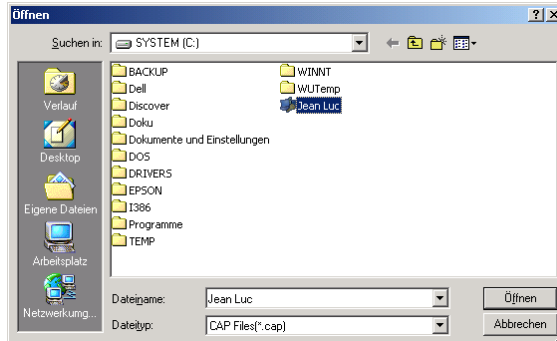 Öffnen
Suchen in: SYSTEM (C:)
Verlauf
Desktop
Eigene Dateien
Arbeitsplatz
Netzwerkumg...
BACKUP
Dell
Discover
Doku
Dokumente und Einstellungen
DOS
DRIVERS
EPSON
I386
Programme
TEMP
WINNT
WUTemp
Jean Luc
Dateiname: Jean Luc Öffnen
Dateityp: CAP Files(*.cap) Abbrechen